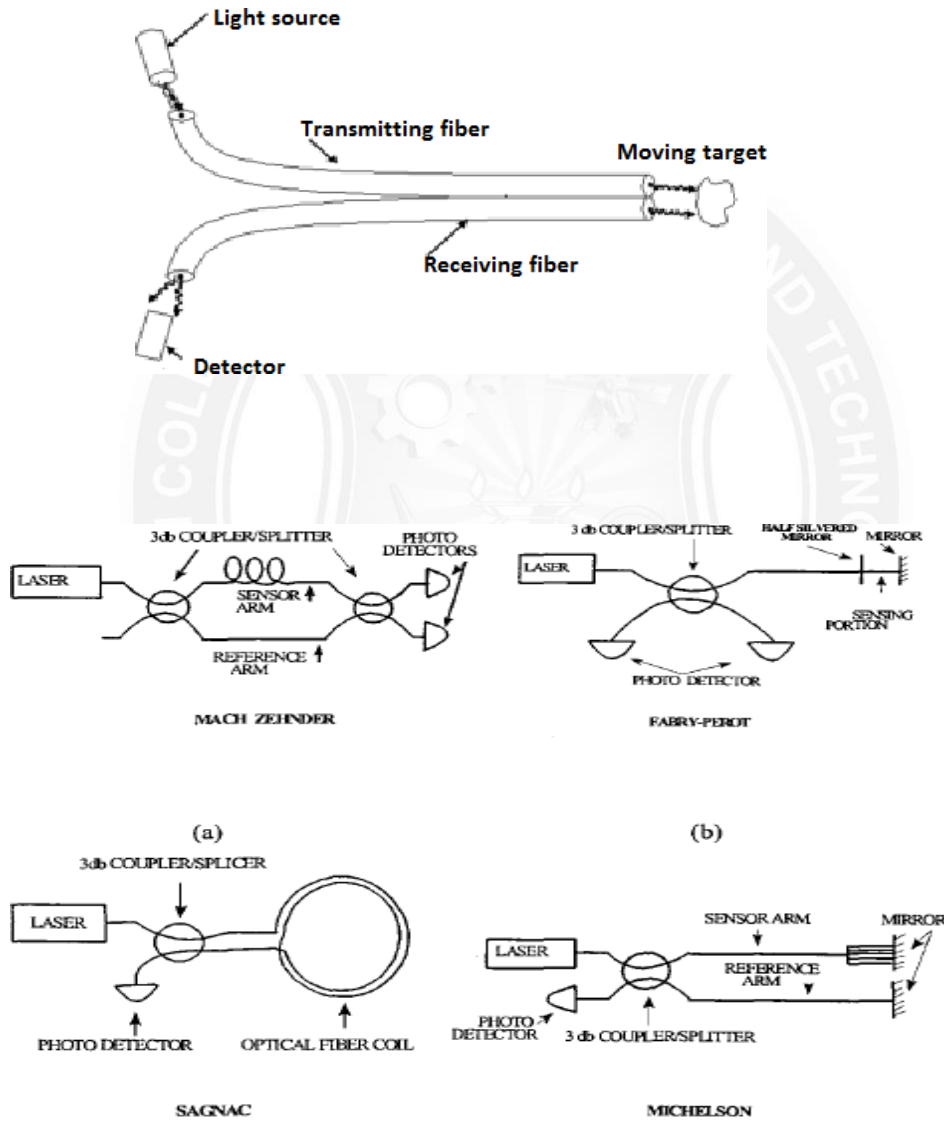 Light source
Transmitting fiber
Moving target
Receiving fiber
Detector
COLL
ND TECHN
3db COUPLER/SPLITTER
PHOTO
DETECTORS
LASER
SENSOR
ARM
REFERENCE
ARM
MACH ZEHNDER
3 db COUPLER/SPLITTER
HALF SILVERED
MIRROR
MIRROR
LASER
SENSING
PORTION
PHOTO DETECTOR
FABRY-PEROT
(a)
(b)
3db COUPLER/SPLICER
LASER
PHOTO DETECTOR
OPTICAL FIBER COIL
SAGNAC
SENSOR ARM
MIRROR
LASER
REFERENCE
ARM
PHOTO
DETECTOR
3 db COUPLER/SPLITTER
MICHELSON